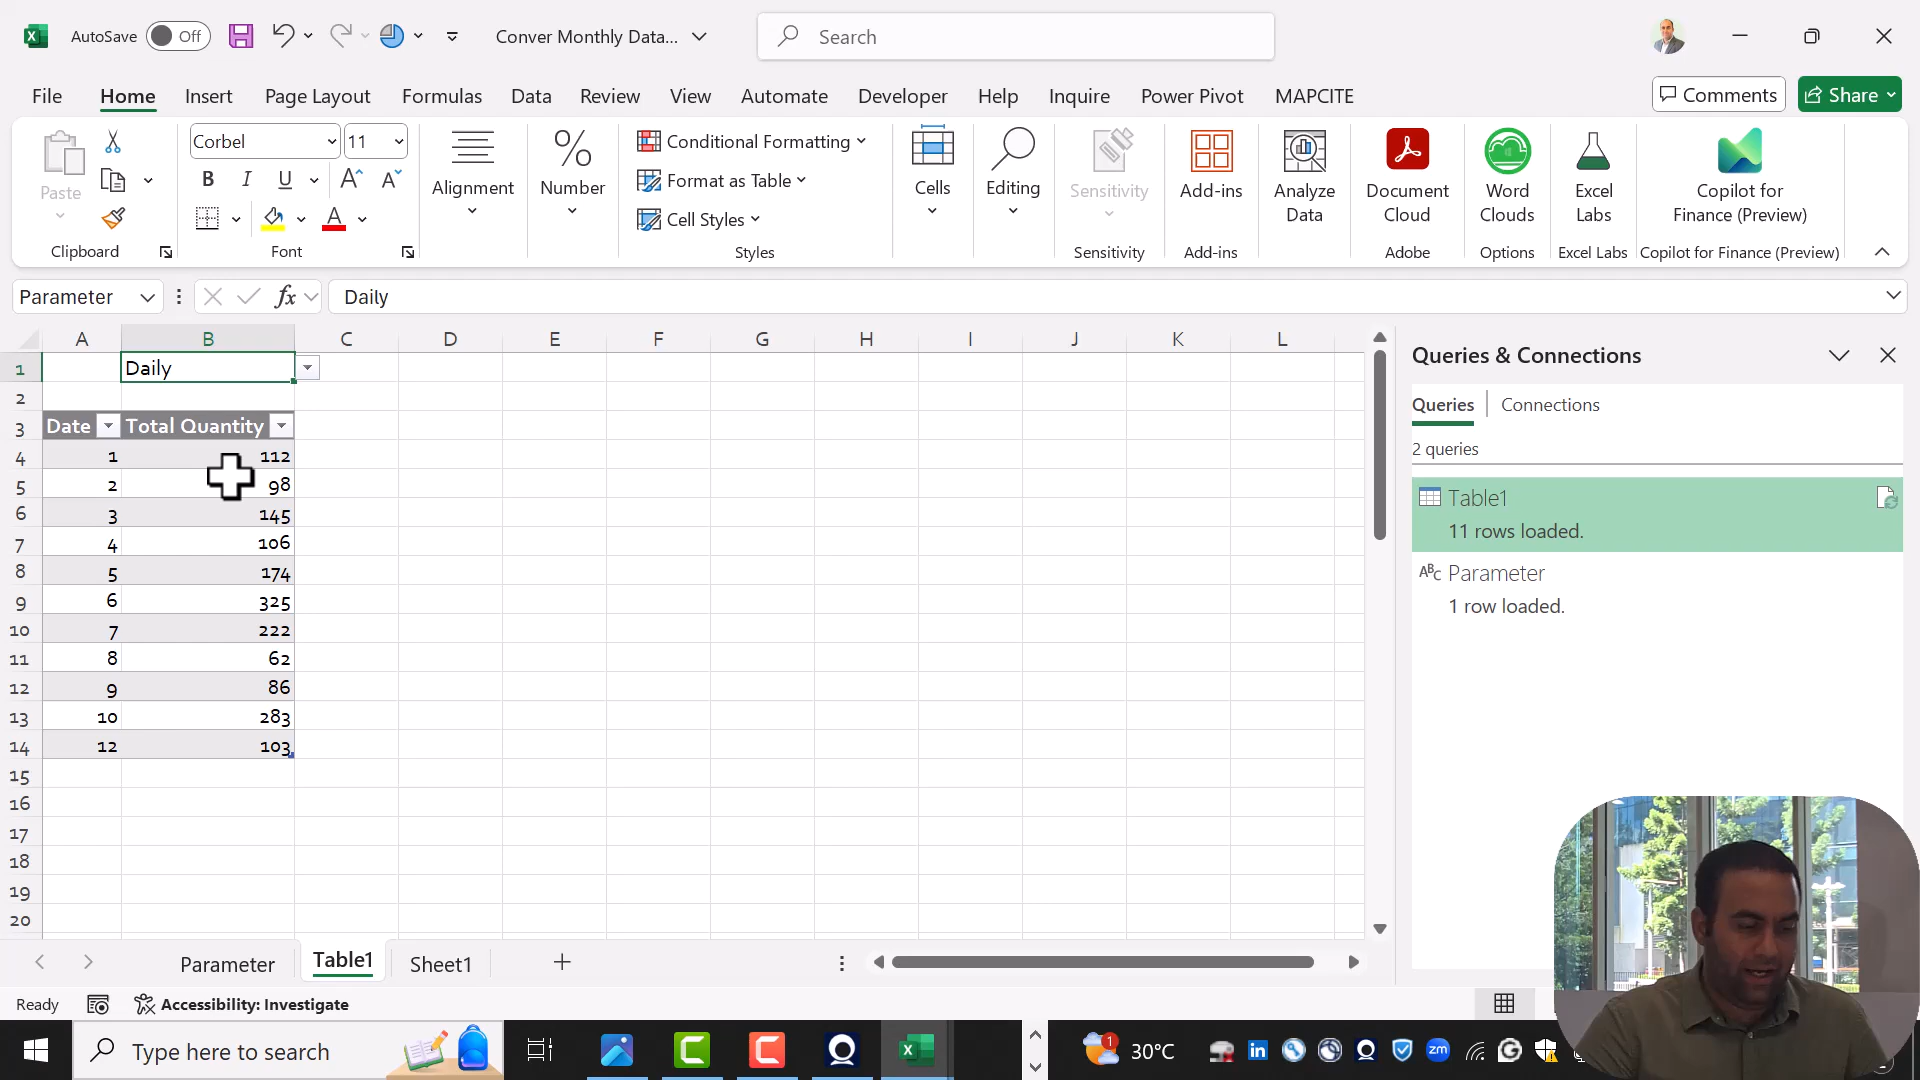 AutoSave Off Conver Monthly Data... Search
File Home Insert Page Layout Formulas Data Review View Automate Developer Help Inquire Power Pivot MAPCITE Comments Share
Paste
Clipboard
Corbel 11
B I U A A
A
Font
Alignment
% Number
Conditional Formatting
Format as Table
Cell Styles
Styles
Cells
Editing
Sensitivity
Sensitivity
Add-ins
Add-ins
Analyze
Data
Document
Cloud
Adobe
Word
Clouds
Options
Excel
Labs
Excel Labs
Copilot for
Finance (Preview)
Copilot for Finance (Preview)
Parameter fx Daily
A B C D E F G H I J K L
1 Daily
2
3 Date Total Quantity
4 1 112
5 2 98
6 3 145
7 4 106
8 5 174
9 6 325
10 7 222
11 8 62
12 9 86
13 10 283
14 12 103
15
16
17
18
19
20
Queries & Connections
Queries Connections
2 queries
Table1
11 rows loaded.
ABC Parameter
1 row loaded.
Parameter Table1 Sheet1
Ready Accessibility: Investigate
Type here to search 1 30°C in zm